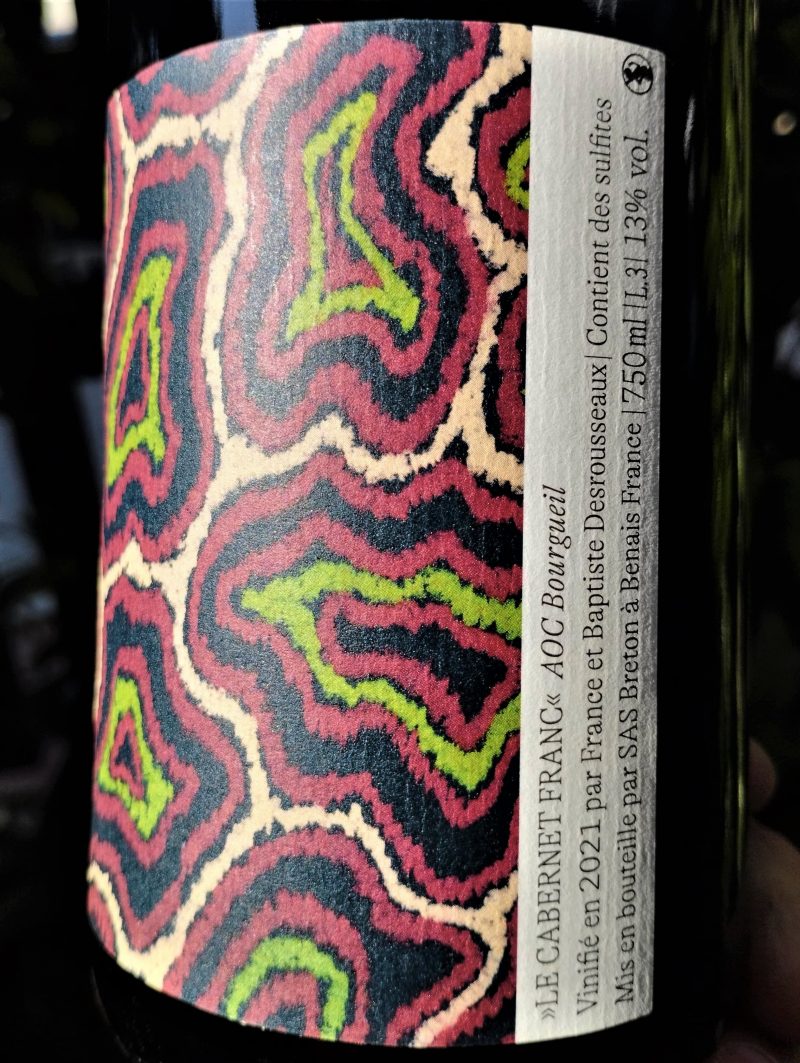 »LE CABERNET FRANC« AOC Bourgueil
Vinifié en 2021 par France et Baptiste Desrousseaux | Contient des sulfites
Mis en bouteille par SAS Breton à Benais France | 750 ml | L.3 | 13% vol.